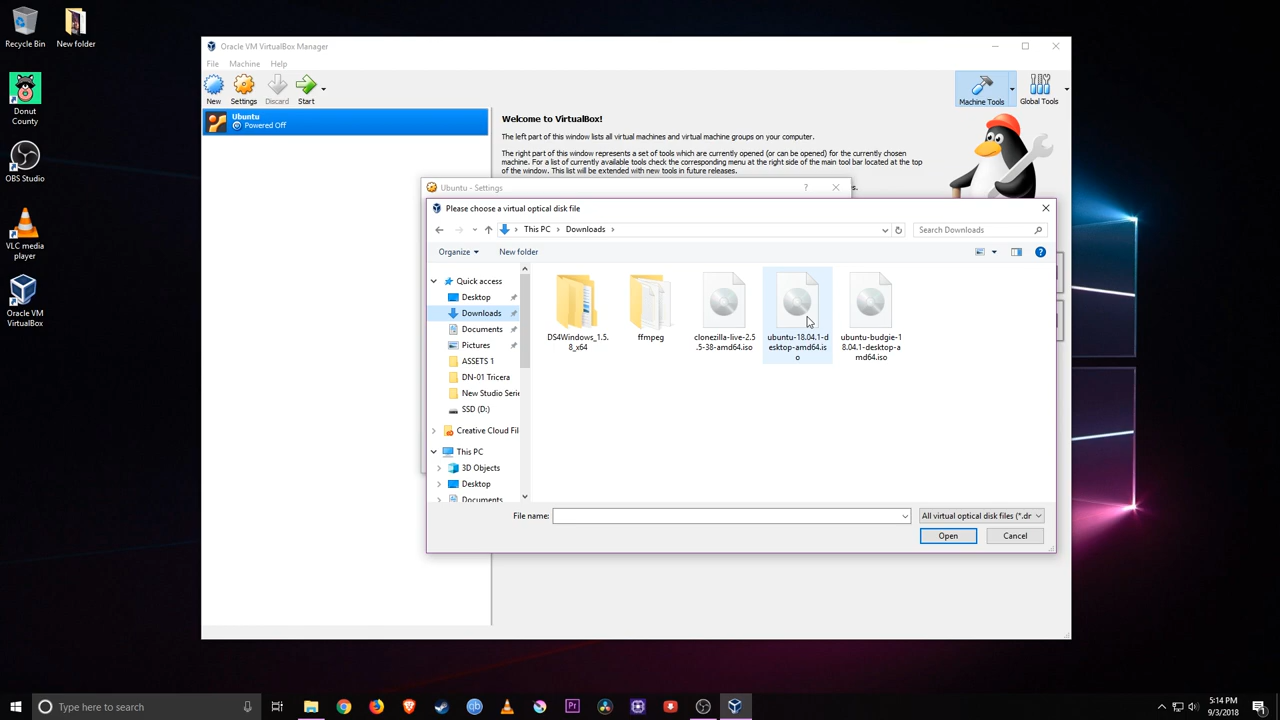 Recycle Bin
New folder
Donut
County
OBS Studio
VLC media
player
Oracle VM
VirtualBox
Oracle VM VirtualBox Manager
File
Machine
Help
New
Settings
Discard
Start
Machine Tools
Global Tools
Ubuntu
Powered Off
Welcome to VirtualBox!
The left part of this window lists all virtual machines and virtual machine groups on your computer.
The right part of this window represents a set of tools which are currently opened (or can be opened) for the currently chosen
machine. For a list of currently available tools check the corresponding menu at the right side of the main tool bar located at the top
of the window. This list will be extended with new tools in future releases.
Ubuntu - Settings
?
Please choose a virtual optical disk file
This PC
Downloads
Search Downloads
Organize
New folder
Quick access
Desktop
Downloads
Documents
Pictures
ASSETS 1
DN-01 Tricera
New Studio Serie
SSD (D:)
Creative Cloud Fil
This PC
3D Objects
Desktop
Documents
DS4Windows_1.5.
8_x64
ffmpeg
clonezilla-live-2.5
.5-38-amd64.iso
ubuntu-18.04.1-d
esktop-amd64.is
o
ubuntu-budgie-1
8.04.1-desktop-a
md64.iso
File name:
All virtual optical disk files (*.dr
Open
Cancel
Type here to search
5:14 PM
9/3/2018